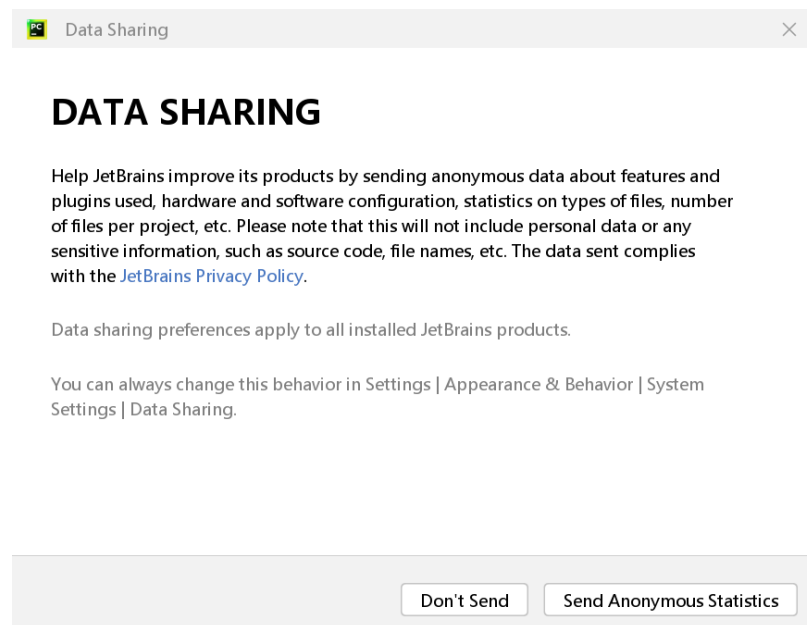 PC Data Sharing
DATA SHARING
Help JetBrains improve its products by sending anonymous data about features and
plugins used, hardware and software configuration, statistics on types of files, number
of files per project, etc. Please note that this will not include personal data or any
sensitive information, such as source code, file names, etc. The data sent complies
with the JetBrains Privacy Policy.
Data sharing preferences apply to all installed JetBrains products.
You can always change this behavior in Settings | Appearance & Behavior | System
Settings | Data Sharing.
Don't Send Send Anonymous Statistics